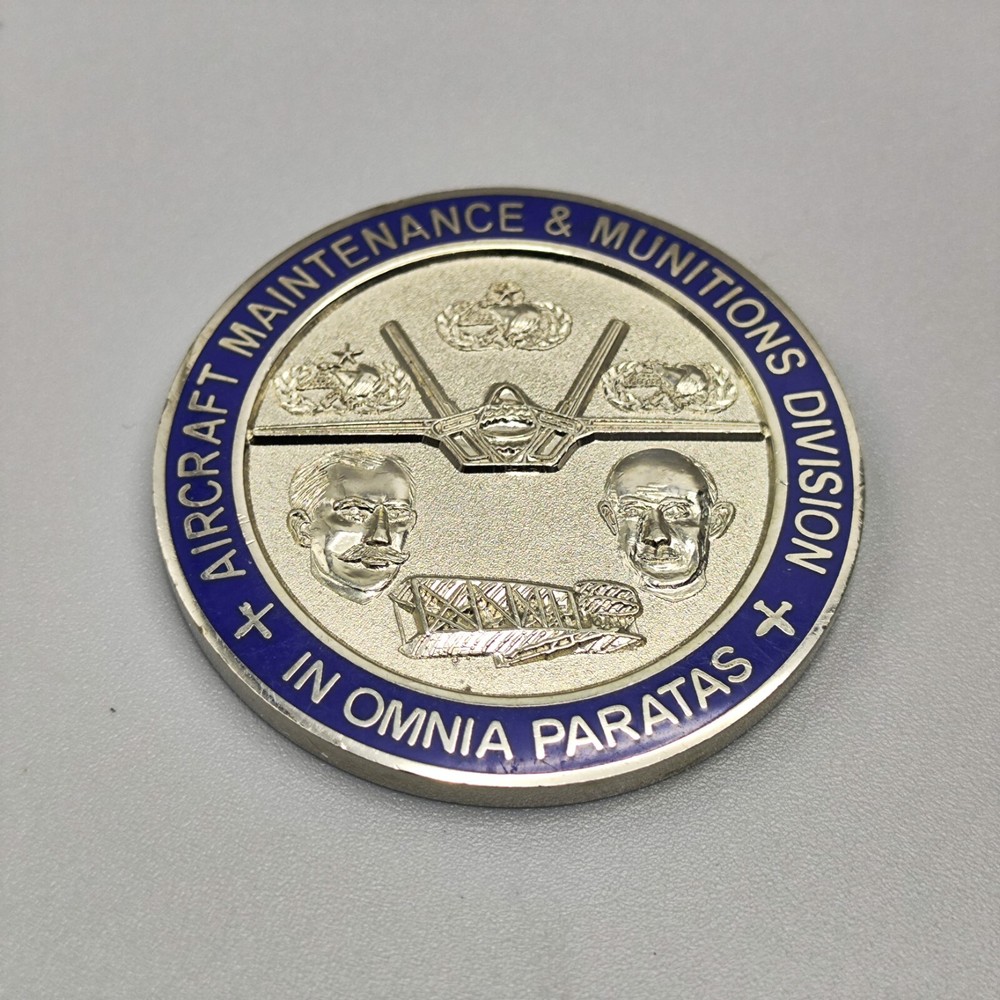 AIRCRAFT MAINTENANCE & MUNITIONS DIVISION
IN OMNIA PARATAS